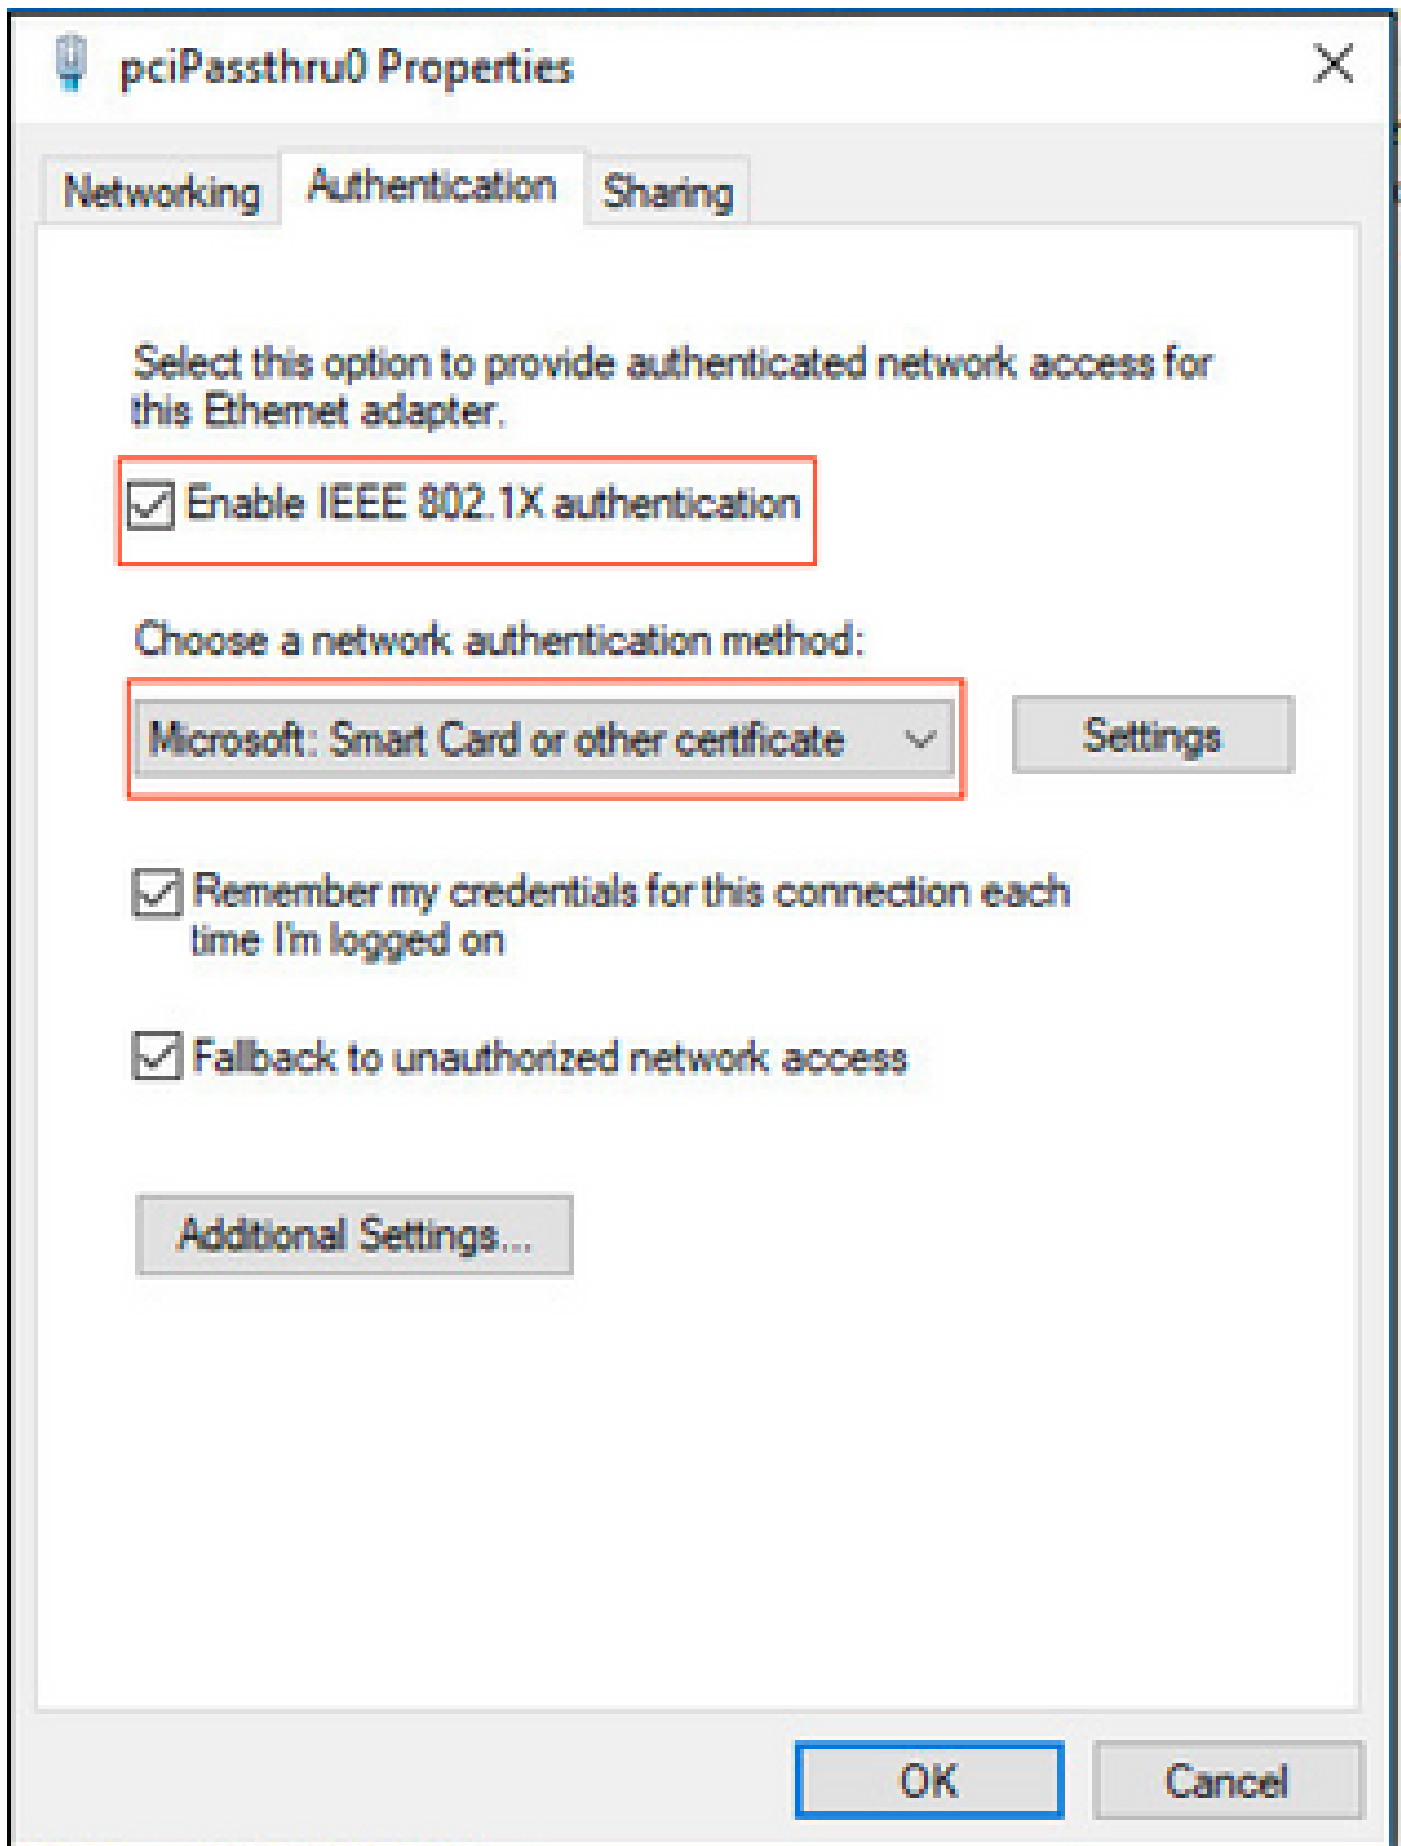 pciPassthru0 Properties
Networking
Authentication
Sharing
Select this option to provide authenticated network access for
this Ethernet adapter.
Enable IEEE 802.1X authentication
Choose a network authentication method:
Microsoft: Smart Card or other certificate
Settings
Remember my credentials for this connection each
time I'm logged on
Fallback to unauthorized network access
Additional Settings...
OK
Cancel